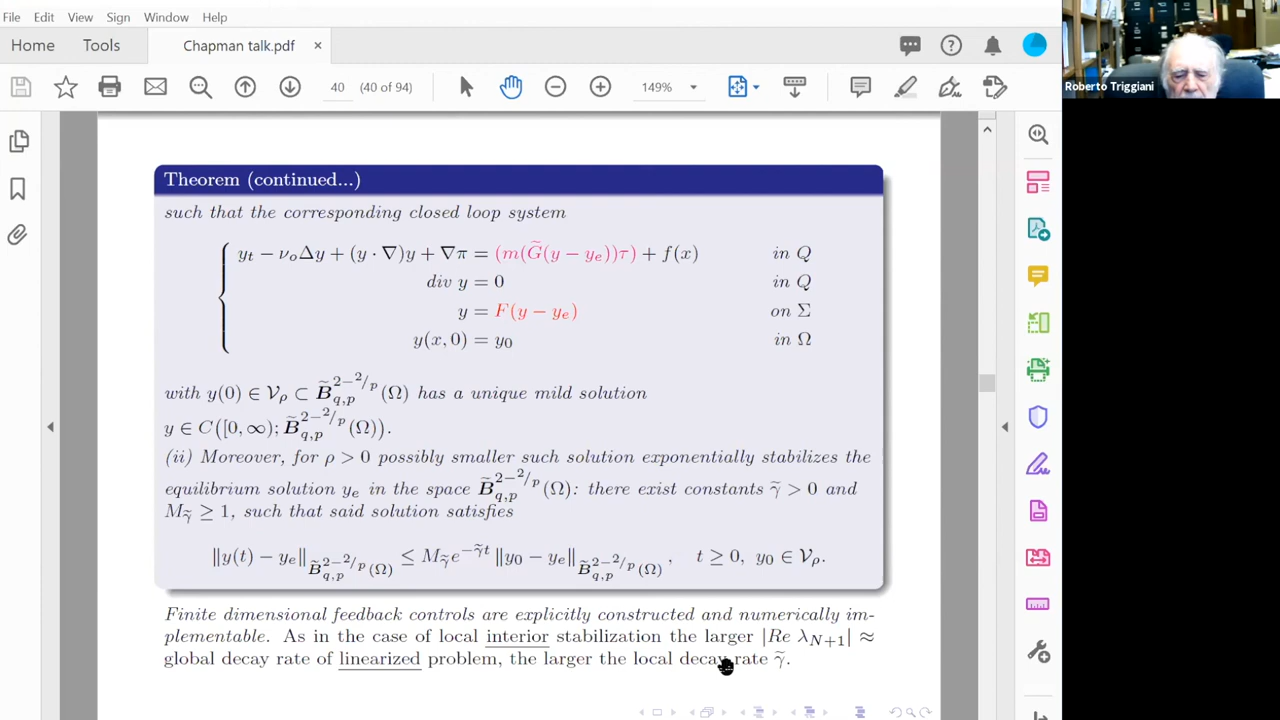 File Edit View Sign Window Help
Home Tools Chapman talk.pdf ×
40 (40 of 94) 149%
Roberto Triggiani
Theorem (continued...)
such that the corresponding closed loop system
y_t − ν_oΔy + (y · ∇)y + ∇π = (m(G̃(y − y_e))τ) + f(x) in Q
div y = 0 in Q
y = F(y − y_e) on Σ
y(x, 0) = y_0 in Ω
with y(0) ∈ 𝒱_ρ ⊂ B̃^{2−2/p}_{q,p}(Ω) has a unique mild solution
y ∈ C([0, ∞); B̃^{2−2/p}_{q,p}(Ω)).
(ii) Moreover, for ρ > 0 possibly smaller such solution exponentially stabilizes the
equilibrium solution y_e in the space B̃^{2−2/p}_{q,p}(Ω): there exist constants γ̃ > 0 and
M_γ̃ ≥ 1, such that said solution satisfies
‖y(t) − y_e‖_{B̃^{2−2/p}_{q,p}(Ω)} ≤ M_γ̃ e^{−γ̃t} ‖y_0 − y_e‖_{B̃^{2−2/p}_{q,p}(Ω)}, t ≥ 0, y_0 ∈ 𝒱_ρ.
Finite dimensional feedback controls are explicitly constructed and numerically im-
plementable. As in the case of local interior stabilization the larger |Re λ_{N+1}| ≈
global decay rate of linearized problem, the larger the local decay rate γ̃.